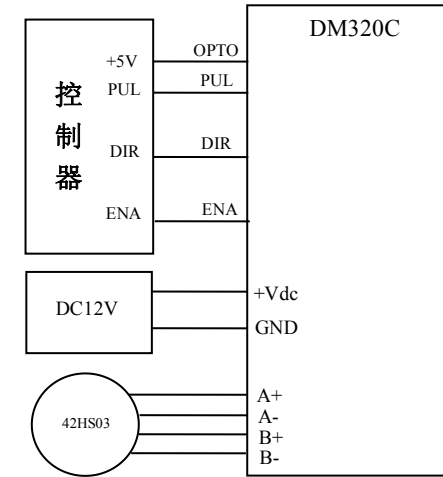 DM320C
控制器
+5V
PUL
DIR
ENA
OPTO
PUL
DIR
ENA
DC12V
+Vdc
GND
42HS03
A+
A-
B+
B-